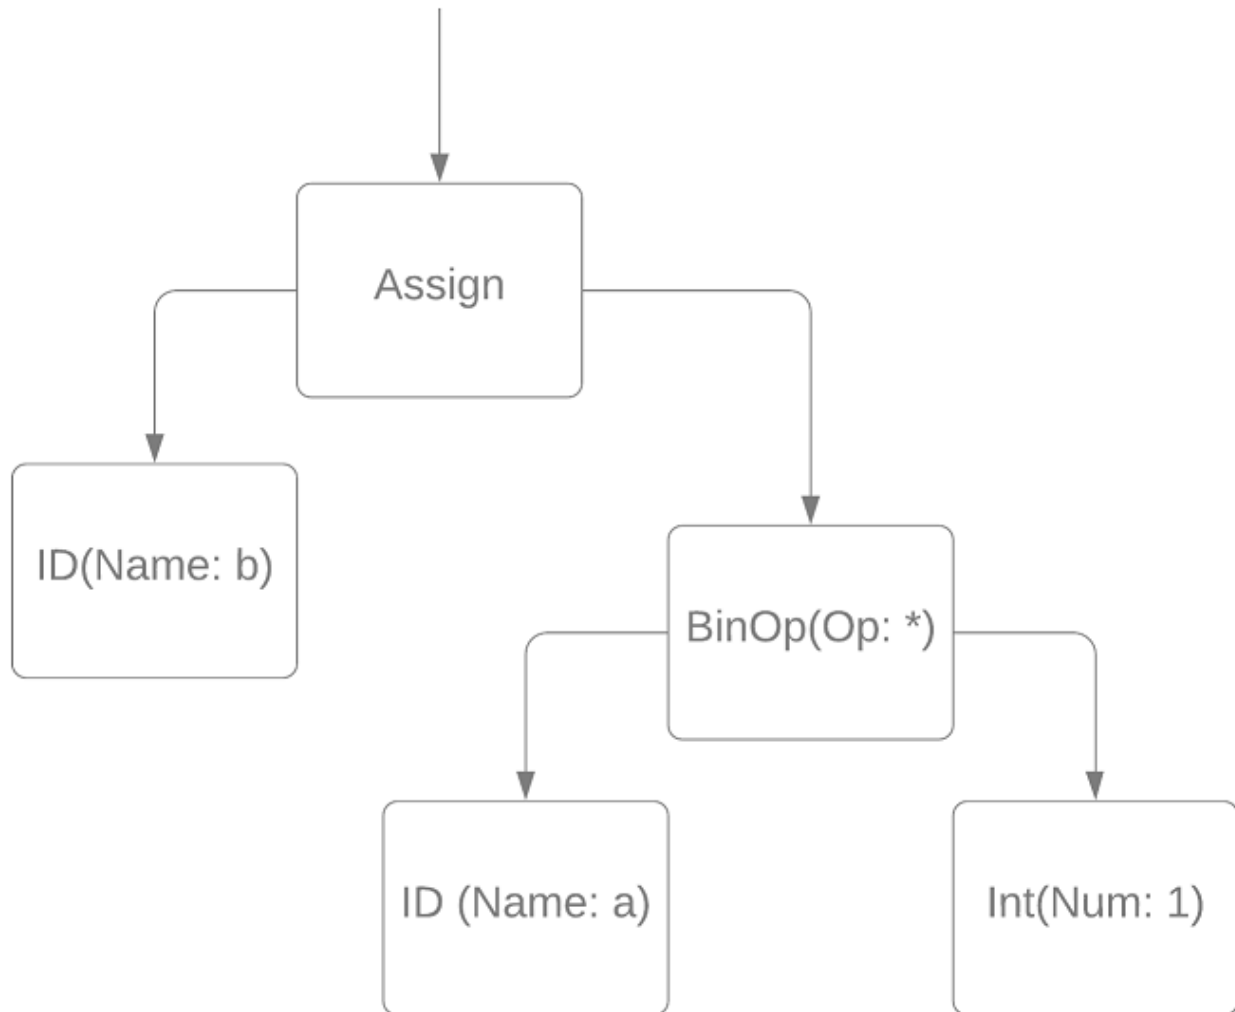 Assign
ID(Name: b)
BinOp(Op: *)
ID (Name: a)
Int(Num: 1)